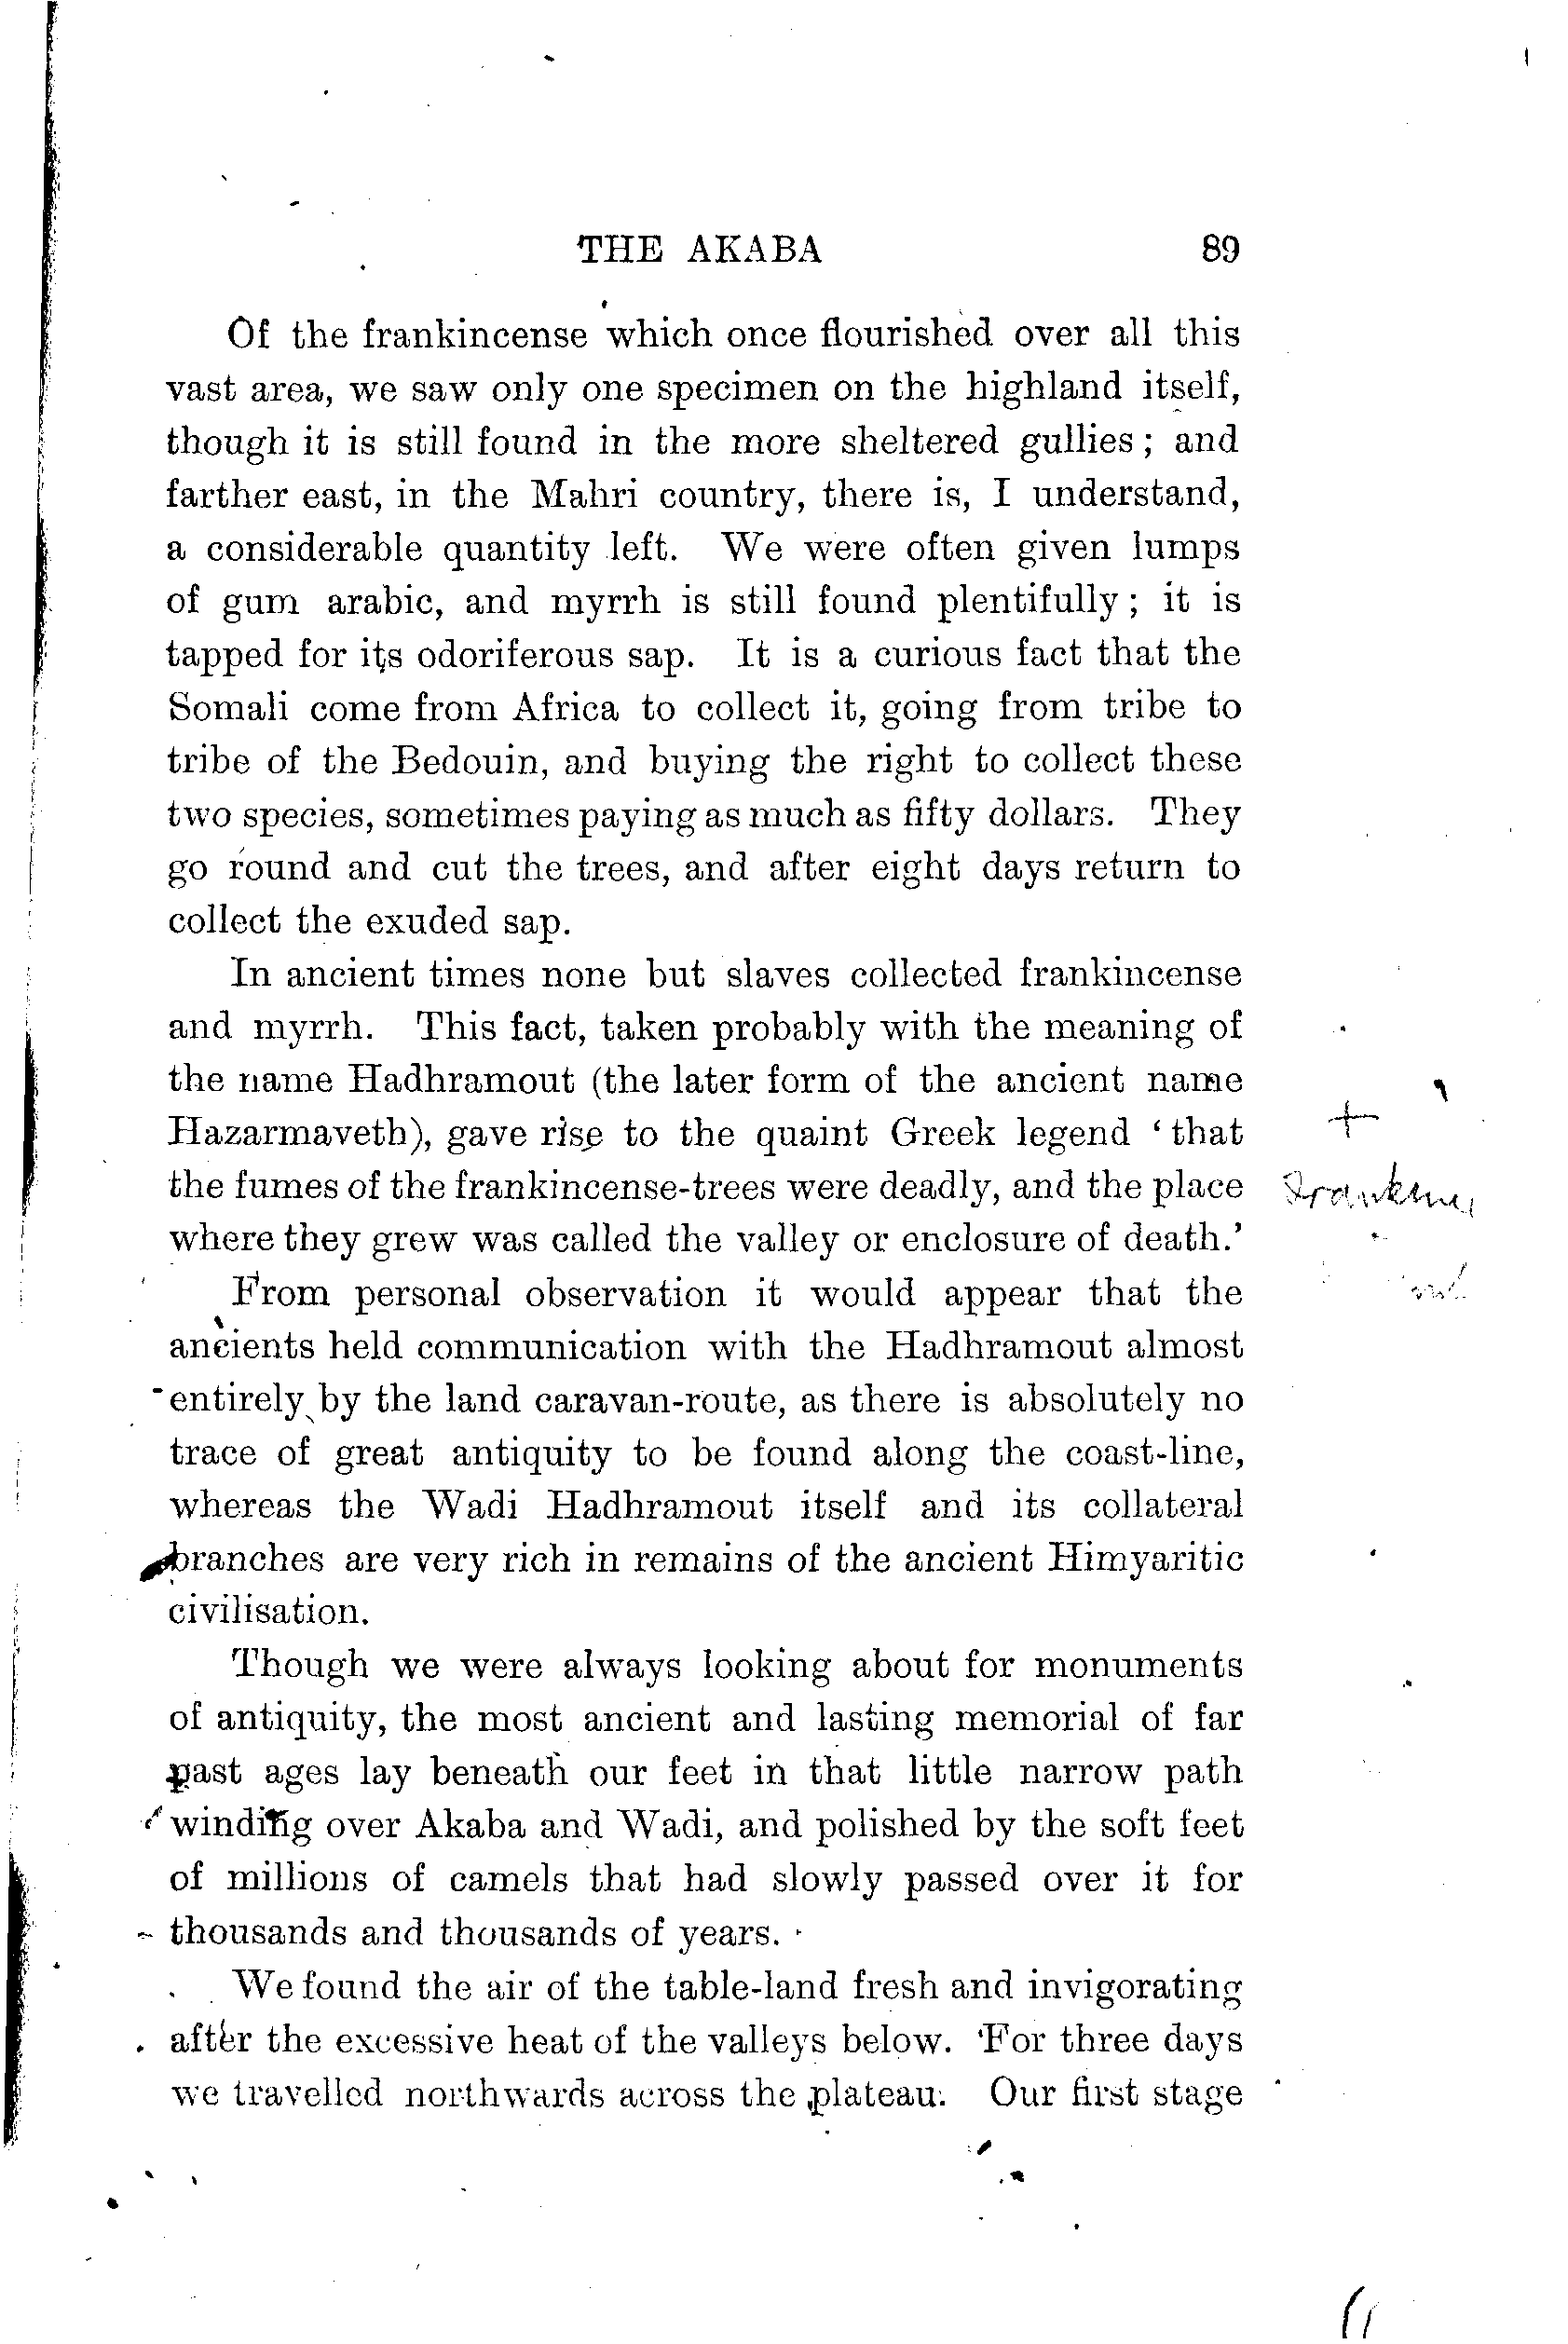 THE AKABA 89
Of the frankincense which once flourished over all this
vast area, we saw only one specimen on the highland itself,
though it is still found in the more sheltered gullies; and
farther east, in the Mahri country, there is, I understand,
a considerable quantity left. We were often given lumps
of gum arabic, and myrrh is still found plentifully; it is
tapped for its odoriferous sap. It is a curious fact that the
Somali come from Africa to collect it, going from tribe to
tribe of the Bedouin, and buying the right to collect these
two species, sometimes paying as much as fifty dollars. They
go round and cut the trees, and after eight days return to
collect the exuded sap.
In ancient times none but slaves collected frankincense
and myrrh. This fact, taken probably with the meaning of
the name Hadhramout (the later form of the ancient name
Hazarmaveth), gave rise to the quaint Greek legend ‘that
the fumes of the frankincense-trees were deadly, and the place
where they grew was called the valley or enclosure of death.’
From personal observation it would appear that the
ancients held communication with the Hadhramout almost
entirely by the land caravan-route, as there is absolutely no
trace of great antiquity to be found along the coast-line,
whereas the Wadi Hadhramout itself and its collateral
branches are very rich in remains of the ancient Himyaritic
civilisation.
Though we were always looking about for monuments
of antiquity, the most ancient and lasting memorial of far
past ages lay beneath our feet in that little narrow path
winding over Akaba and Wadi, and polished by the soft feet
of millions of camels that had slowly passed over it for
thousands and thousands of years.
We found the air of the table-land fresh and invigorating
after the excessive heat of the valleys below. For three days
we travelled northwards across the plateau. Our first stage